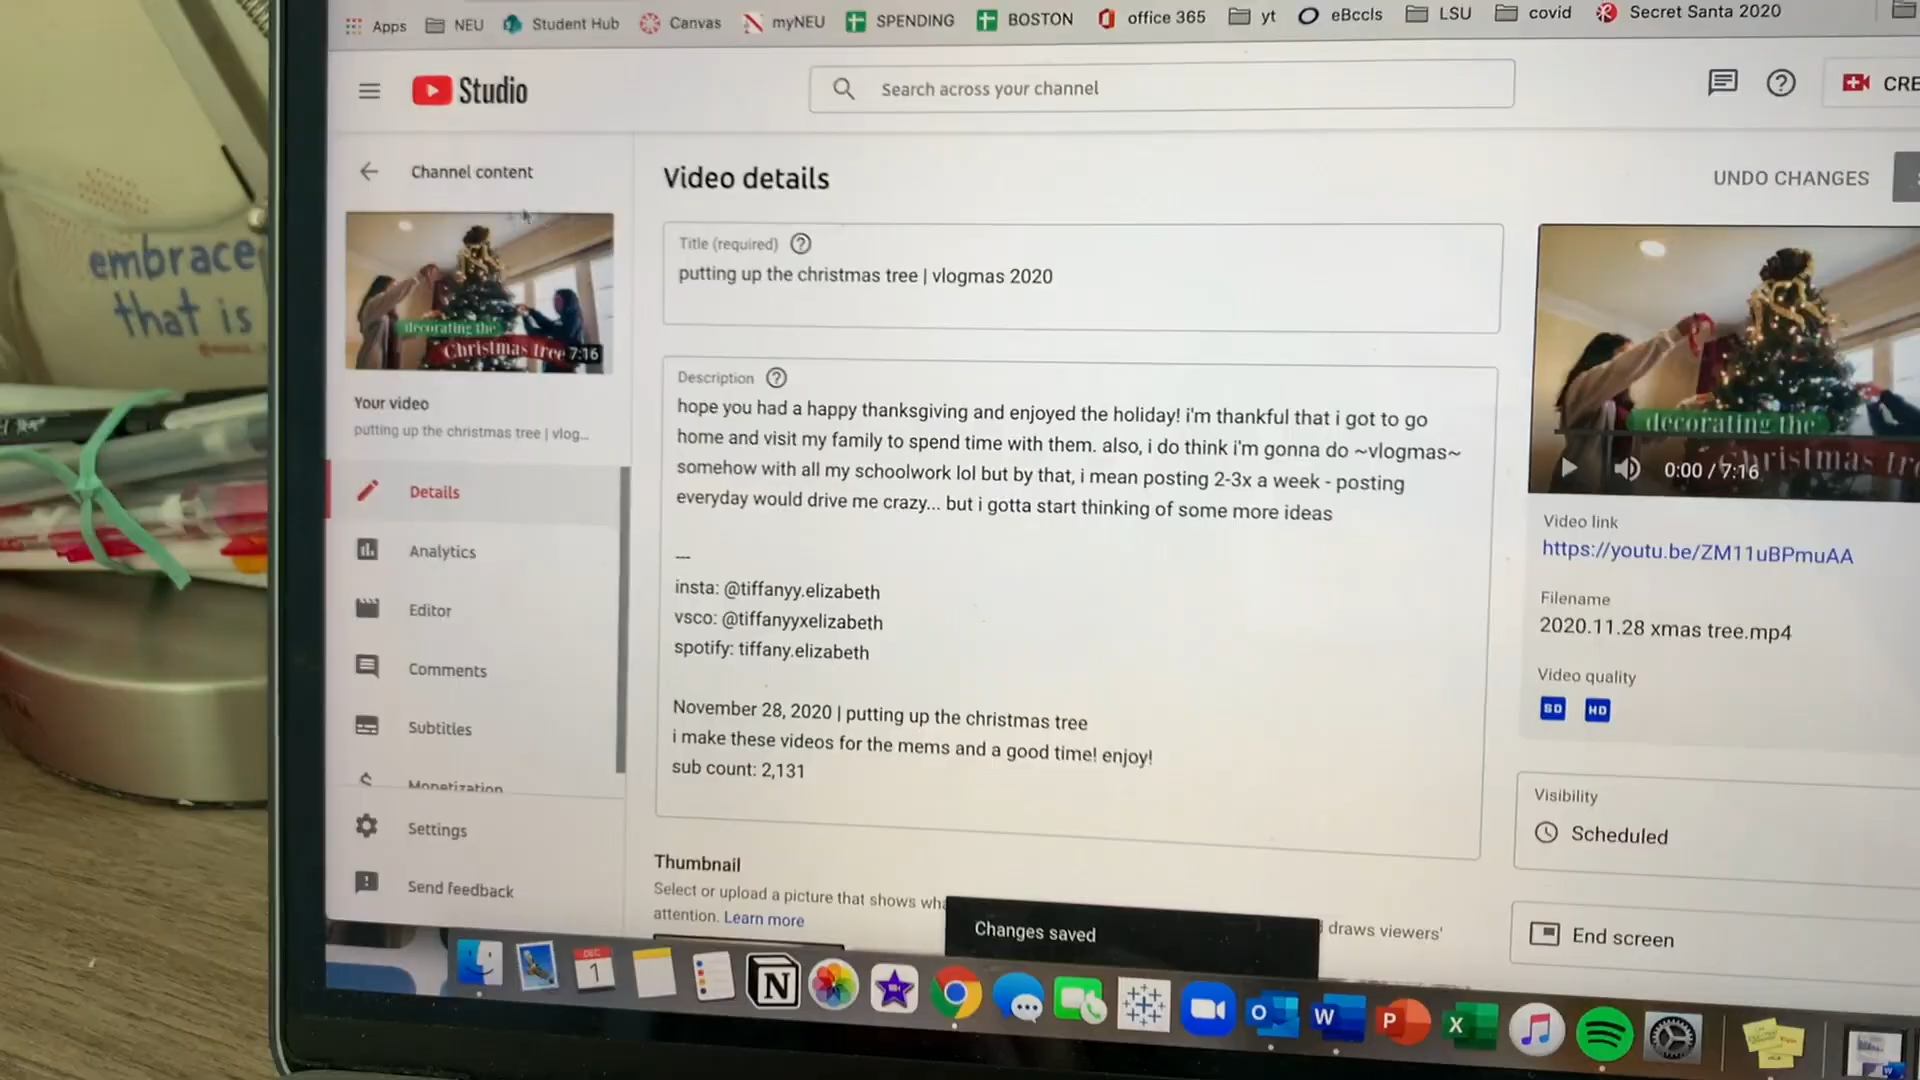 Apps NEU Student Hub Canvas myNEU SPENDING BOSTON office 365 yt eBccls LSU covid Secret Santa 2020
Studio
Search across your channel
CRE
Channel content
Video details
UNDO CHANGES
embrace
that is
decorating the
Christmas tree 7:16
Your video
putting up the christmas tree | vlog...
Details
Analytics
Editor
Comments
Subtitles
Monetization
Settings
Send feedback
Title (required)
putting up the christmas tree | vlogmas 2020
Description
hope you had a happy thanksgiving and enjoyed the holiday! i'm thankful that i got to go
home and visit my family to spend time with them. also, i do think i'm gonna do ~vlogmas~
somehow with all my schoolwork lol but by that, i mean posting 2-3x a week - posting
everyday would drive me crazy... but i gotta start thinking of some more ideas
---
insta: @tiffanyy.elizabeth
vsco: @tiffanyyxelizabeth
spotify: tiffany.elizabeth
November 28, 2020 | putting up the christmas tree
i make these videos for the mems and a good time! enjoy!
sub count: 2,131
Thumbnail
Select or upload a picture that shows
draws viewers'
attention. Learn more
Changes saved
decorating the
Christmas tr
0:00 / 7:16
Video link
https://youtu.be/ZM11uBPmuAA
Filename
2020.11.28 xmas tree.mp4
Video quality
SD HD
Visibility
Scheduled
End screen
DEC
1
N
O
W
P
X